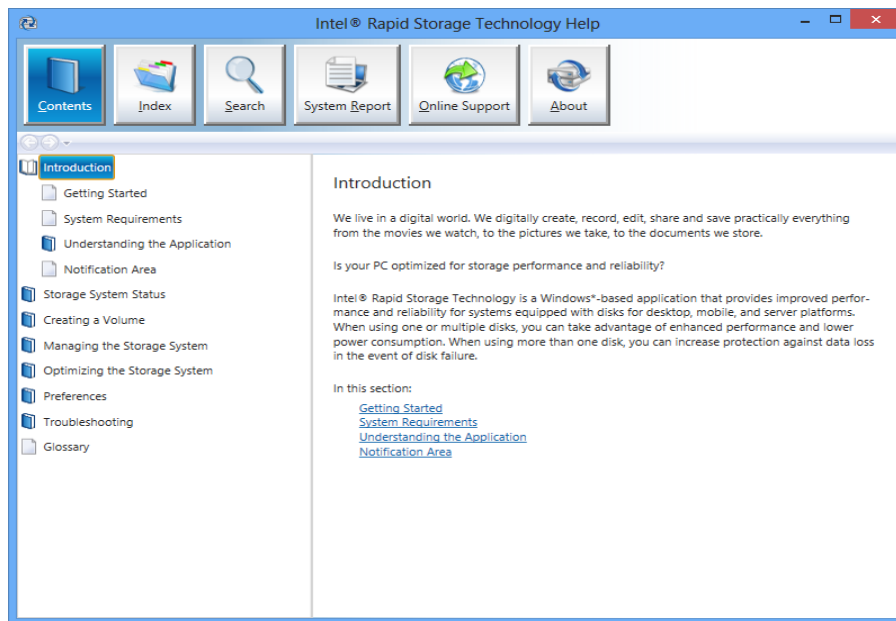 Intel® Rapid Storage Technology Help
Contents
Index
Search
System Report
Online Support
About
Introduction
Getting Started
System Requirements
Understanding the Application
Notification Area
Storage System Status
Creating a Volume
Managing the Storage System
Optimizing the Storage System
Preferences
Troubleshooting
Glossary
Introduction
We live in a digital world. We digitally create, record, edit, share and save practically everything
from the movies we watch, to the pictures we take, to the documents we store.
Is your PC optimized for storage performance and reliability?
Intel® Rapid Storage Technology is a Windows*-based application that provides improved perfor-
mance and reliability for systems equipped with disks for desktop, mobile, and server platforms.
When using one or multiple disks, you can take advantage of enhanced performance and lower
power consumption. When using more than one disk, you can increase protection against data loss
in the event of disk failure.
In this section:
Getting Started
System Requirements
Understanding the Application
Notification Area